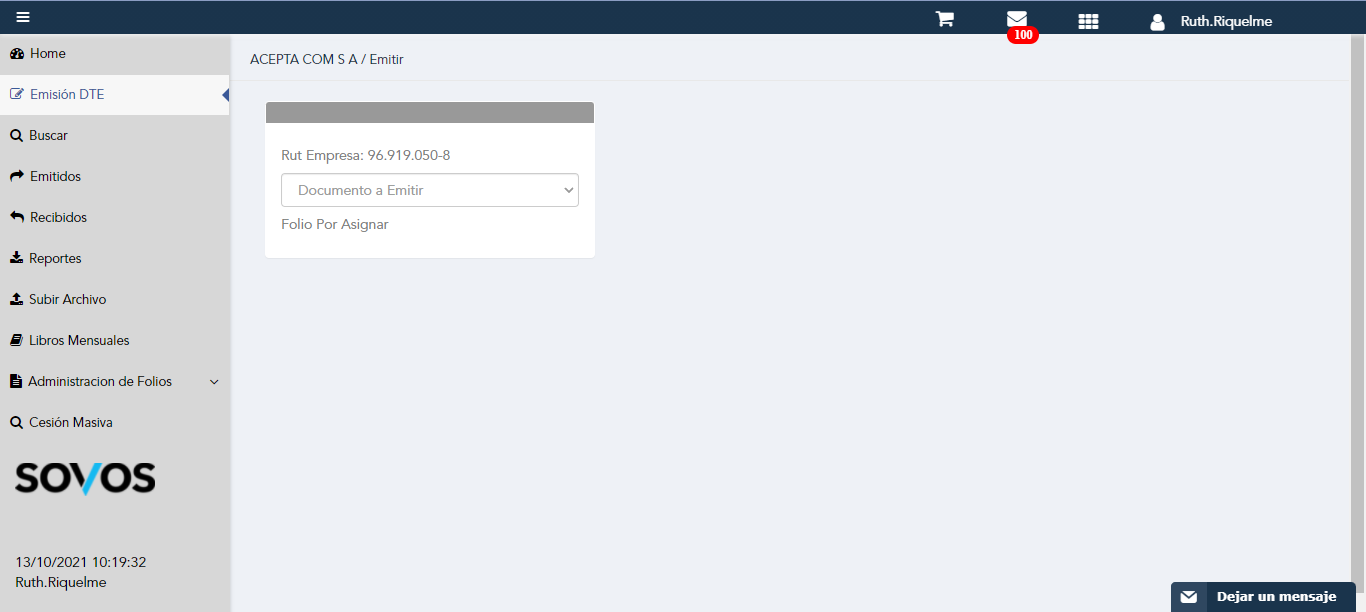 100
Ruth.Riquelme
Home
Emisión DTE
Buscar
Emitidos
Recibidos
Reportes
Subir Archivo
Libros Mensuales
Administracion de Folios
Cesión Masiva
SOVOS
13/10/2021 10:19:32
Ruth.Riquelme
ACEPTA COM S A / Emitir
Rut Empresa: 96.919.050-8
Documento a Emitir
Folio Por Asignar
Dejar un mensaje